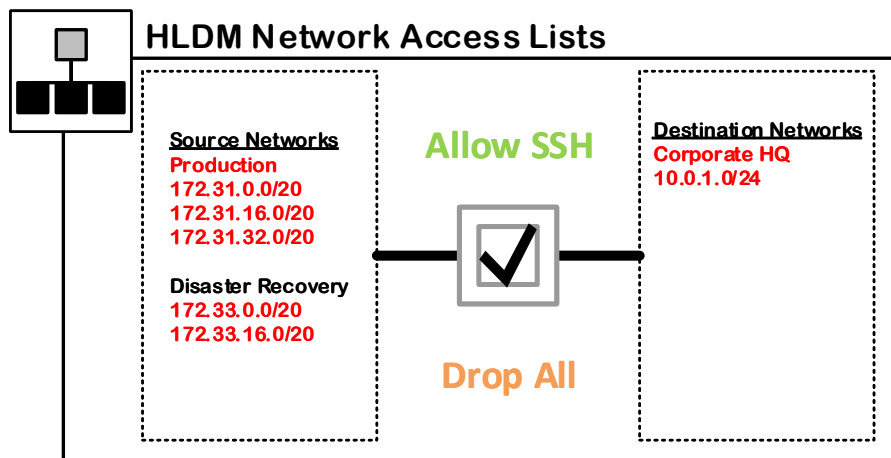 HLDM Network Access Lists
Source Networks
Production
172.31.0.0/20
172.31.16.0/20
172.31.32.0/20
Disaster Recovery
172.33.0.0/20
172.33.16.0/20
Allow SSH
Drop All
Destination Networks
Corporate HQ
10.0.1.0/24